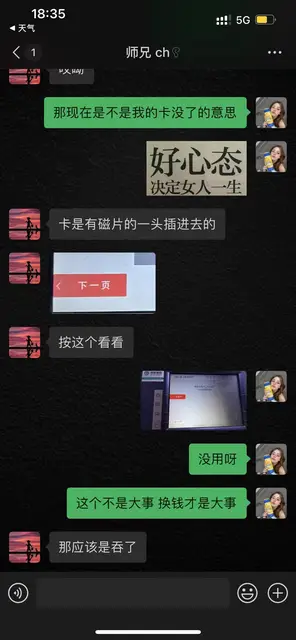 18:35
5G
天气
1
师兄 ch
哎呦
那现在是不是我的卡没了的意思
好心态
决定女人一生
卡是有磁片的一头插进去的
下一页
按这个看看
没用呀
这个不是大事 换钱才是大事
那应该是吞了